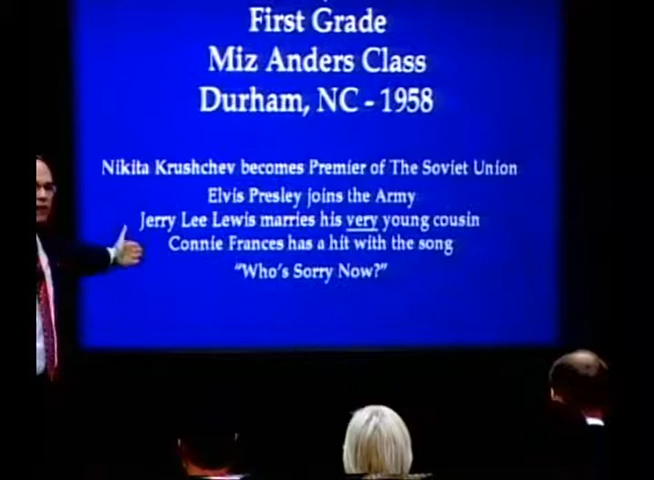 First Grade
Miz Anders Class
Durham, NC - 1958
Nikita Krushchev becomes Premier of The Soviet Union
Elvis Presley joins the Army
Jerry Lee Lewis marries his very young cousin
Connie Frances has a hit with the song
"Who's Sorry Now?"